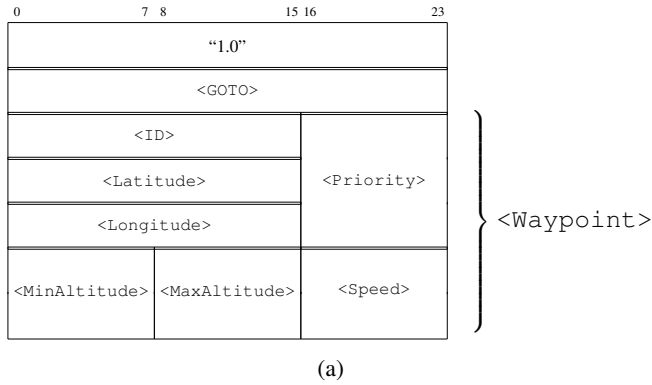 0 7 8 15 16 23
“1.0”
<GOTO>
<ID>
<Latitude>
<Priority>
<Longitude>
<Waypoint>
<MinAltitude> <MaxAltitude> <Speed>
(a)